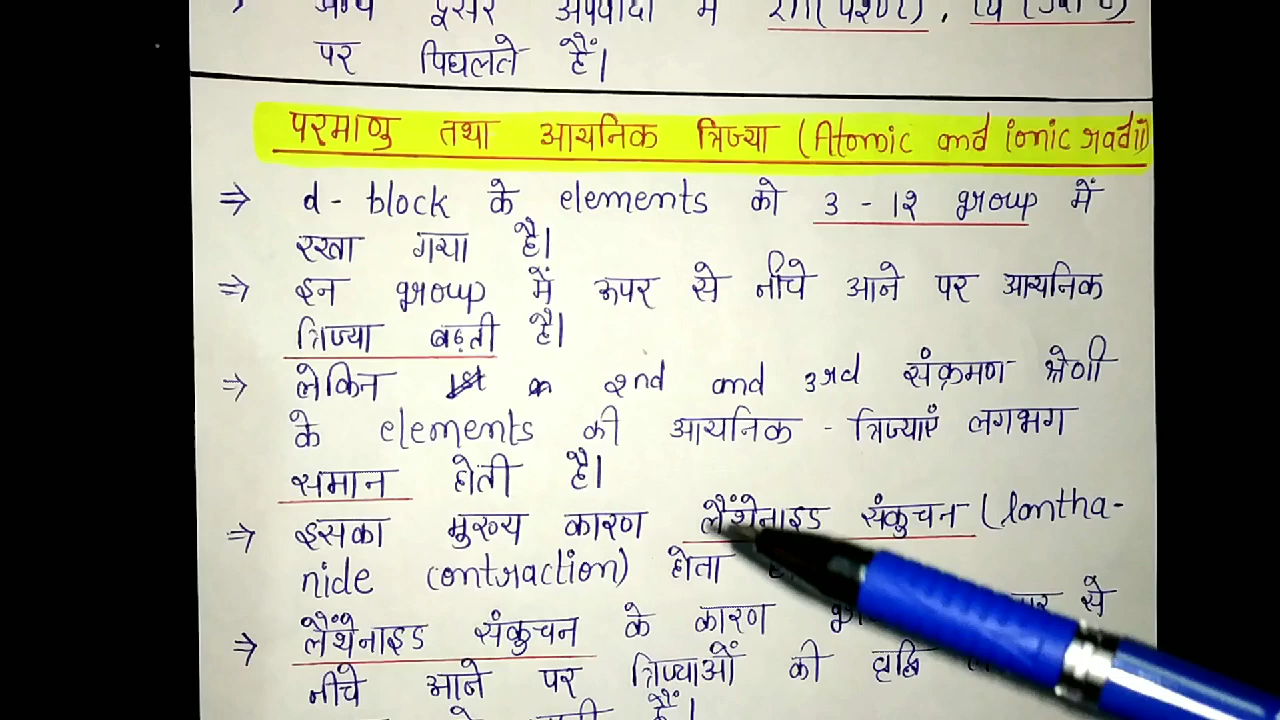 पर पिघलते हैं।
परमाणु तथा आयनिक त्रिज्या (Atomic and ionic radii)
⇒ d-block के elements को 3-12 group में
रखा गया है।
⇒ इन group में ऊपर से नीचे आने पर आयनिक
त्रिज्या बढ़ती है।
⇒ लेकिन 2nd and 3rd संक्रमण श्रेणी
के elements की आयनिक - त्रिज्याएं लगभग
समान होती है।
⇒ इसका मुख्य कारण लैंथेनाइड संकुचन (lantha-
nide contraction) होता
⇒ लैंथेनाइड संकुचन के कारण से
नीचे आने पर त्रिज्याओं की वृद्धि
हैं।